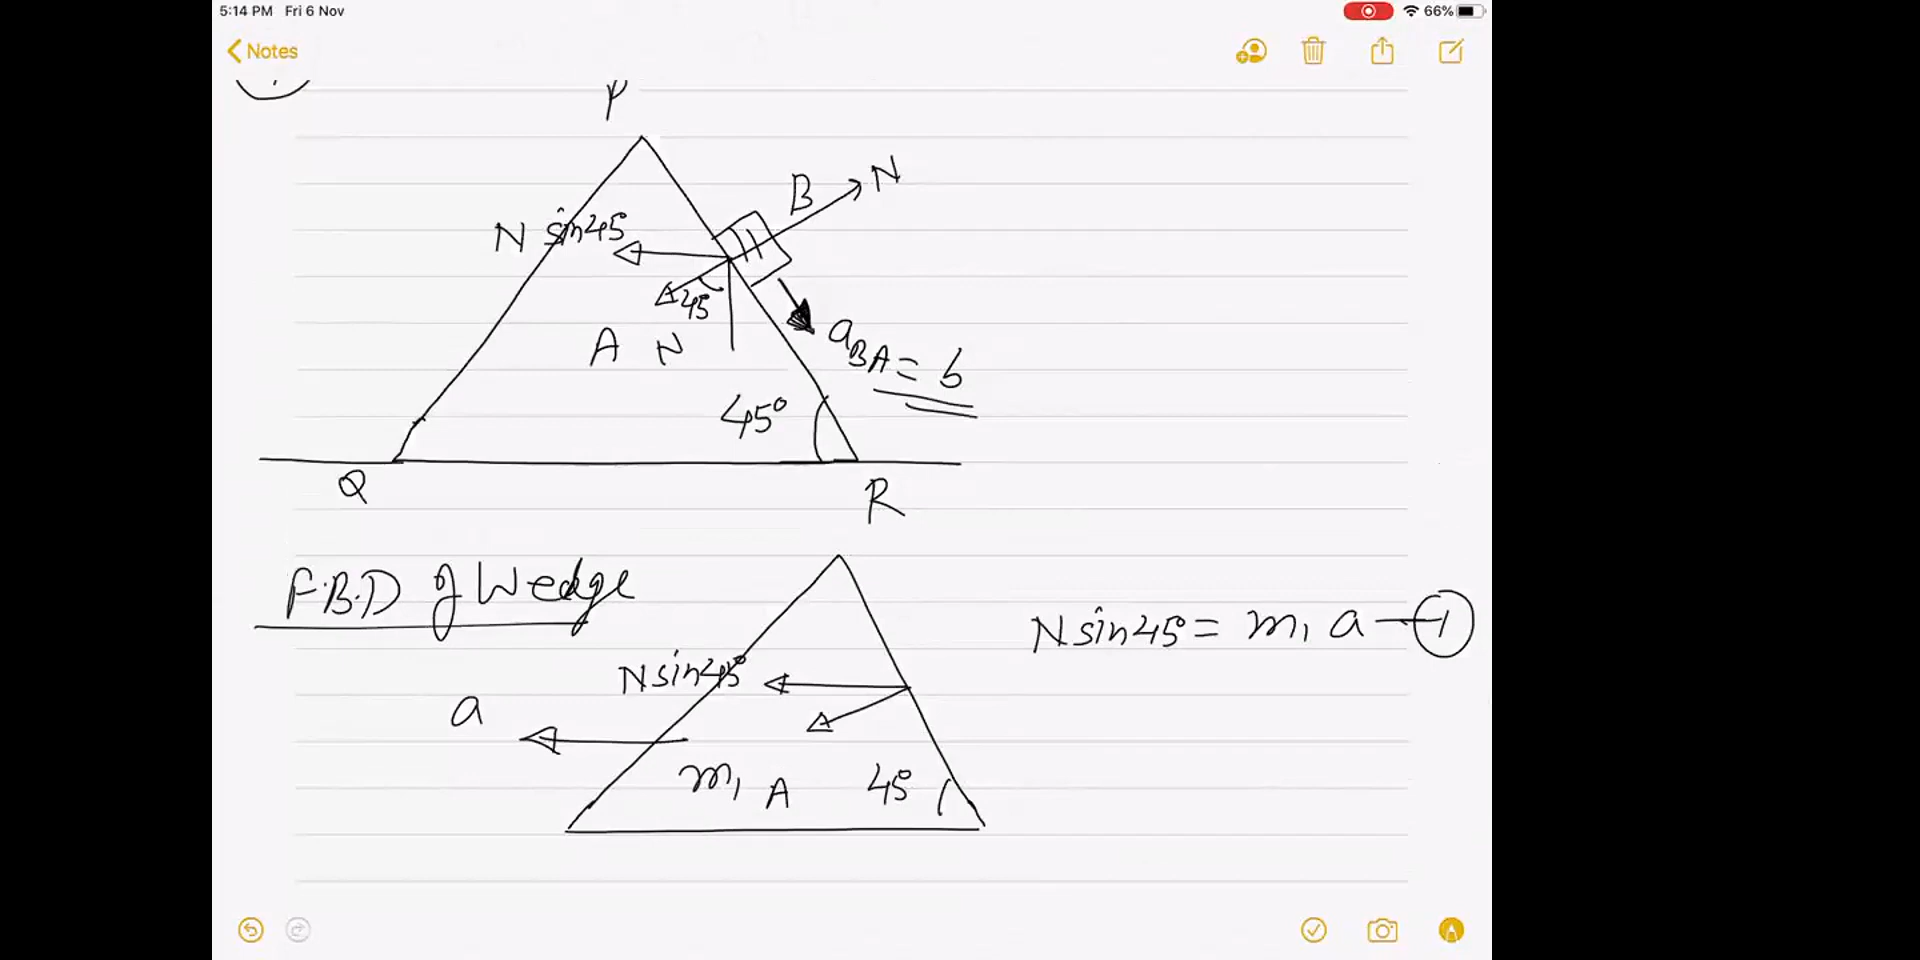 5:14 PM Fri 6 Nov
66%
Notes
P
B
N
N sin45
45
A N
a_BA = b
45°
Q
R
F.B.D of Wedge
N sin45 = m₁ a — 1
N sin45°
a
m₁ A 45°